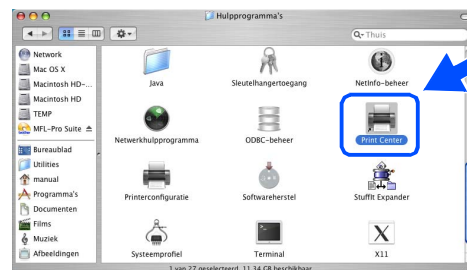 Hulpprogramma's
Q- Thuis
Network
Mac OS X
Macintosh HD-...
Macintosh HD
TEMP
MFL-Pro Suite
Bureaublad
Utilities
manual
Programma's
Documenten
Films
Muziek
Afbeeldingen
Java
Sleutelhangertoegang
NetInfo-beheer
Netwerkhulpprogramma
ODBC-beheer
Print Center
Printerconfiguratie
Softwareherstel
StuffIt Expander
Systeemprofiel
Terminal
X11
1 van 27 geselecteerd, 11,34 GB beschikbaar